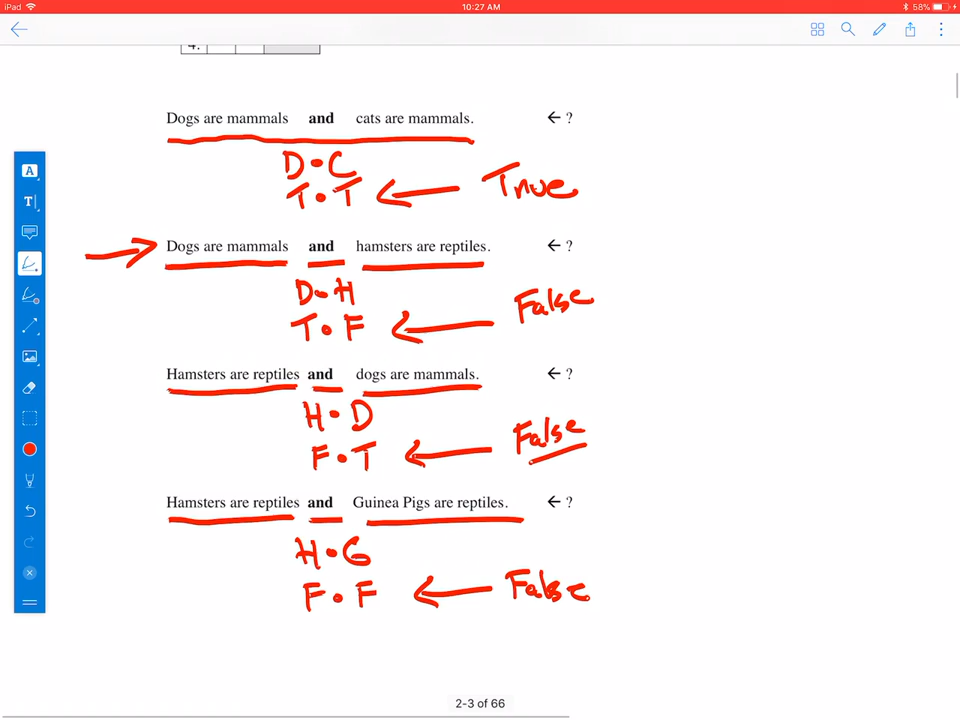 iPad 10:27 AM 58%
4.
Dogs are mammals and cats are mammals. ← ?
D • C
T • T ← True
→ Dogs are mammals and hamsters are reptiles. ← ?
D • H
T • F ← False
Hamsters are reptiles and dogs are mammals. ← ?
H • D
F • T ← False
Hamsters are reptiles and Guinea Pigs are reptiles. ← ?
H • G
F • F ← False
A
T
2-3 of 66